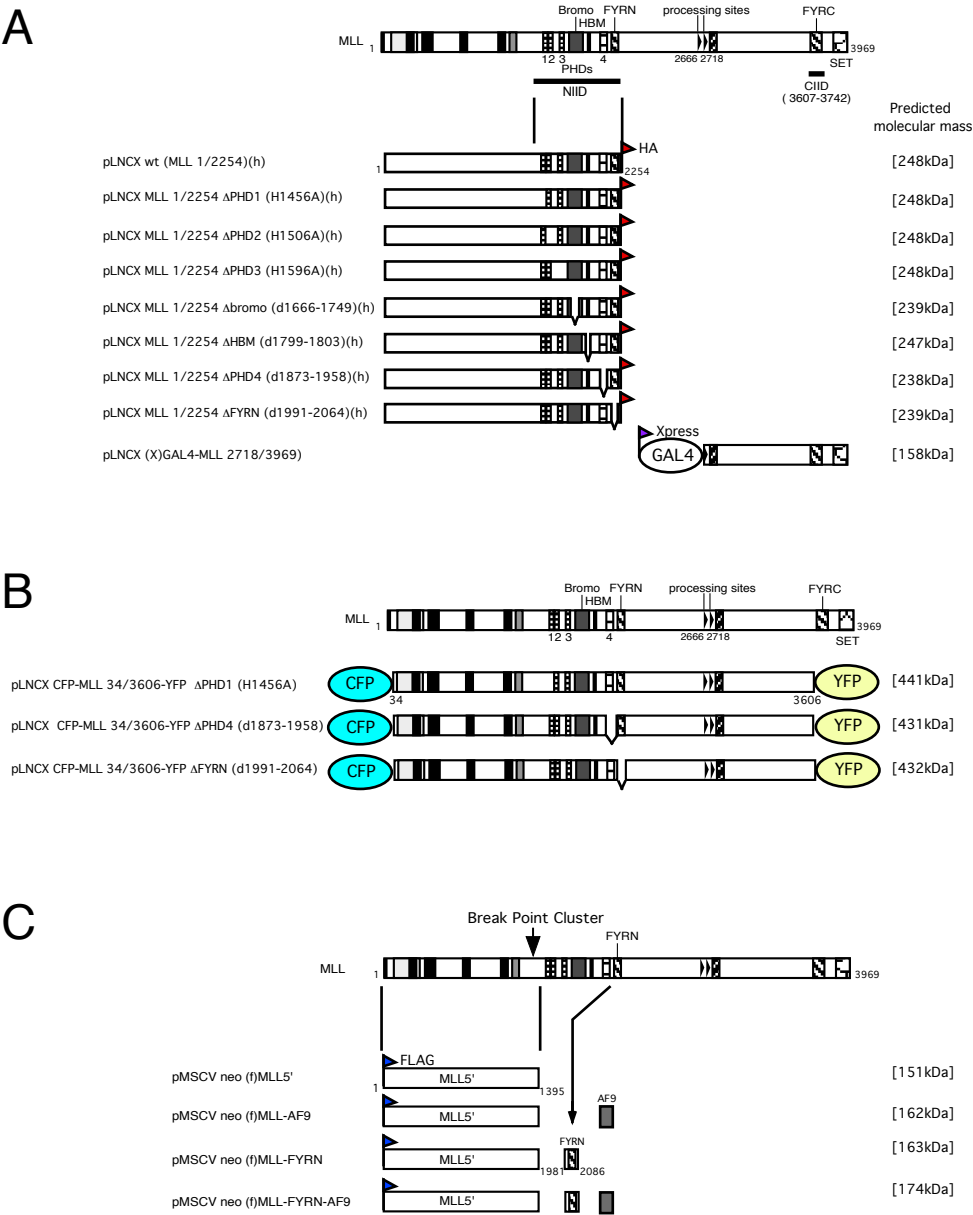 A
Bromo FYRN processing sites FYRC
HBM
MLL 1 3969
12 3 4 2666 2718 SET
PHDs
NIID
CIID
( 3607-3742)
Predicted
molecular mass
HA
pLNCX wt (MLL 1/2254)(h) 1 2254 [248kDa]
pLNCX MLL 1/2254 ΔPHD1 (H1456A)(h) [248kDa]
pLNCX MLL 1/2254 ΔPHD2 (H1506A)(h) [248kDa]
pLNCX MLL 1/2254 ΔPHD3 (H1596A)(h) [248kDa]
pLNCX MLL 1/2254 Δbromo (d1666-1749)(h) [239kDa]
pLNCX MLL 1/2254 ΔHBM (d1799-1803)(h) [247kDa]
pLNCX MLL 1/2254 ΔPHD4 (d1873-1958)(h) [238kDa]
pLNCX MLL 1/2254 ΔFYRN (d1991-2064)(h) [239kDa]
Xpress
pLNCX (X)GAL4-MLL 2718/3969) GAL4 [158kDa]
B
Bromo FYRN processing sites FYRC
HBM
MLL 1 3969
12 3 4 2666 2718 SET
pLNCX CFP-MLL 34/3606-YFP ΔPHD1 (H1456A) CFP YFP [441kDa]
34 3606
pLNCX CFP-MLL 34/3606-YFP ΔPHD4 (d1873-1958) CFP YFP [431kDa]
pLNCX CFP-MLL 34/3606-YFP ΔFYRN (d1991-2064) CFP YFP [432kDa]
C
Break Point Cluster
FYRN
MLL 1 3969
FLAG
pMSCV neo (f)MLL5' 1 MLL5' 1395 [151kDa]
AF9
pMSCV neo (f)MLL-AF9 MLL5' [162kDa]
FYRN
pMSCV neo (f)MLL-FYRN MLL5' 1981 2086 [163kDa]
pMSCV neo (f)MLL-FYRN-AF9 MLL5' [174kDa]